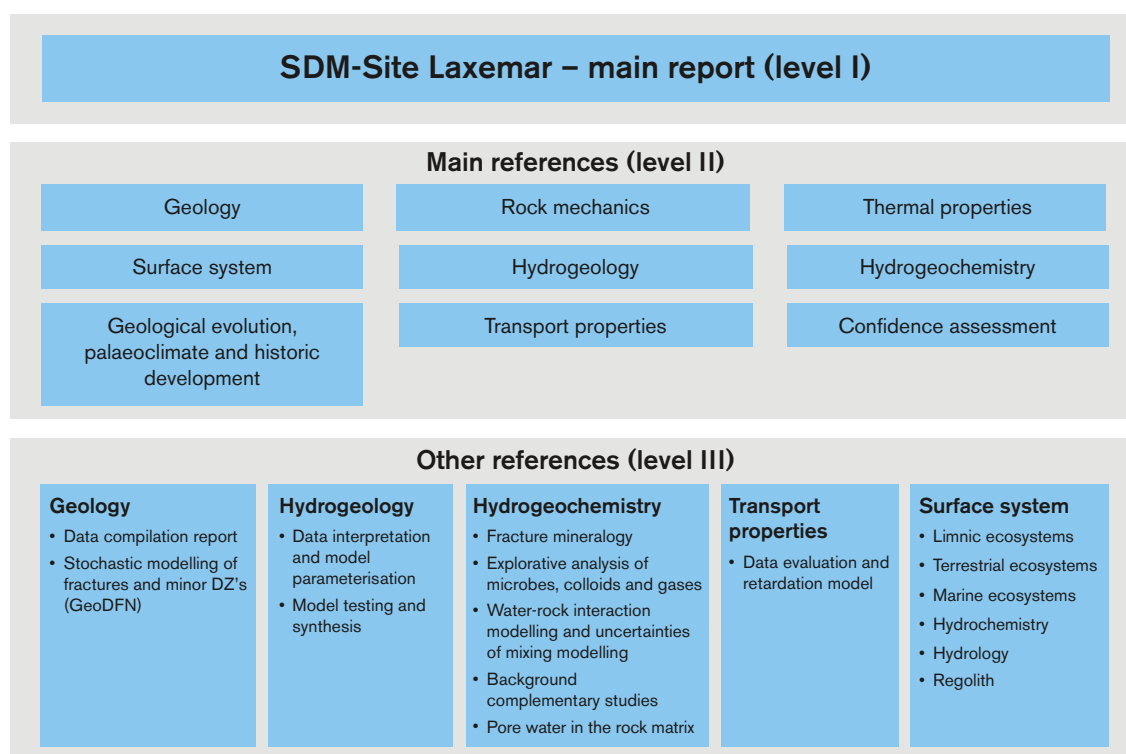 SDM-Site Laxemar – main report (level I)
Main references (level II)
Geology
Rock mechanics
Thermal properties
Surface system
Hydrogeology
Hydrogeochemistry
Geological evolution,
palaeoclimate and historic
development
Transport properties
Confidence assessment
Other references (level III)
Geology
• Data compilation report
• Stochastic modelling of
fractures and minor DZ's
(GeoDFN)
Hydrogeology
• Data interpretation
and model
parameterisation
• Model testing and
synthesis
Hydrogeochemistry
• Fracture mineralogy
• Explorative analysis of
microbes, colloids and gases
• Water-rock interaction
modelling and uncertainties
of mixing modelling
• Background
complementary studies
• Pore water in the rock matrix
Transport
properties
• Data evaluation and
retardation model
Surface system
• Limnic ecosystems
• Terrestrial ecosystems
• Marine ecosystems
• Hydrochemistry
• Hydrology
• Regolith